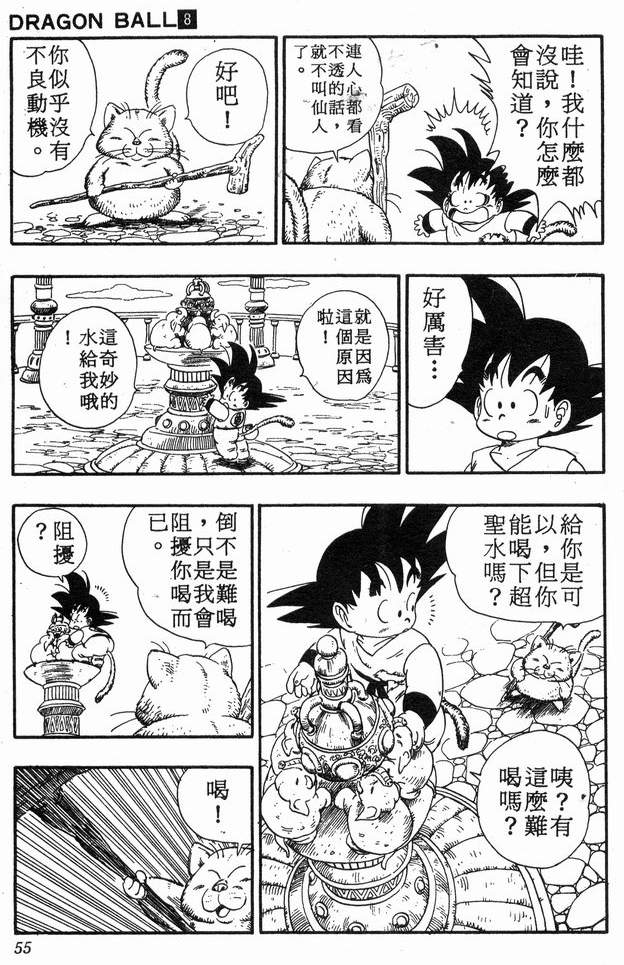 DRAGON BALL 8
哇！我什麼都
沒說，你怎麼
會知道？
連人心都看
不透的話，
就不叫仙人
了。
好吧！
你似乎沒有
不良動機。
好厲害…
就是因爲
這個原因
啦！
這奇妙的
水給我哦
！
給你是可
以，但你
能喝下超
聖水嗎？
咦？有
這麼難
喝嗎？
倒不是難喝
，只是我會
阻擾你喝而
已。
阻擾
？
喝！
55